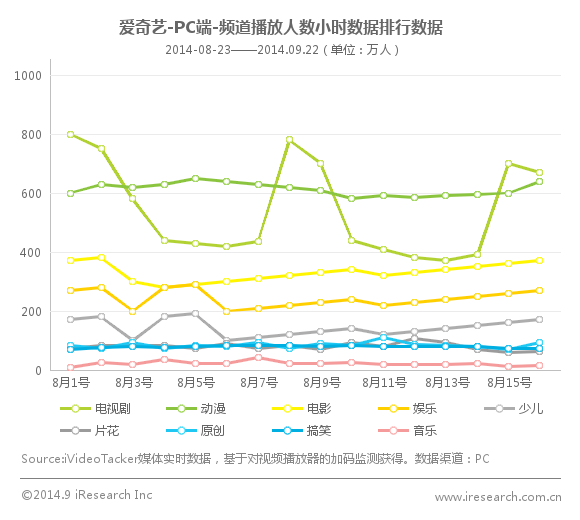 爱奇艺-PC端-频道播放人数小时数据排行数据
2014-08-23——2014.09.22（单位：万人）
1000
800
600
400
200
0
8月1号 8月3号 8月5号 8月7号 8月9号 8月11号 8月13号 8月15号
电视剧 动漫 电影 娱乐 少儿
片花 原创 搞笑 音乐
Source:iVideoTacker媒体实时数据，基于对视频播放器的加码监测获得。数据渠道：PC
©2014.9 iResearch Inc www.iresearch.com.cn